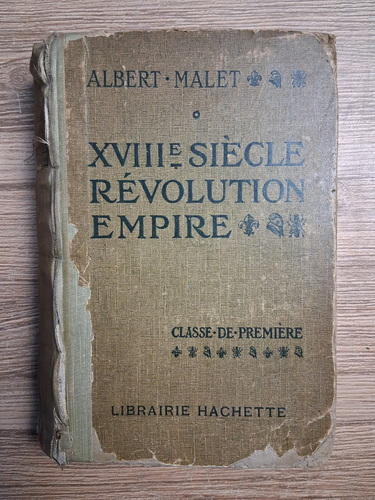 ALBERT·MALET
XVIIIE SIÈCLE
RÉVOLUTION
EMPIRE
CLASSE·DE·PREMIÈRE
LIBRAIRIE HACHETTE